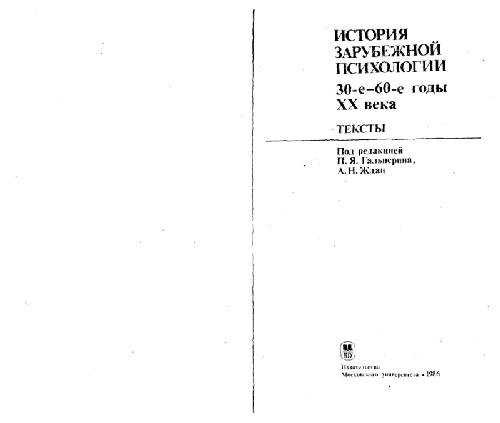 ИСТОРИЯ
ЗАРУБЕЖНОЙ
ПСИХОЛОГИИ
30-е–60-е годы
XX века
ТЕКСТЫ
Под редакцией
П. Я. Гальперина,
А. Н. Ждан
Издательство
Московского университета • 1986